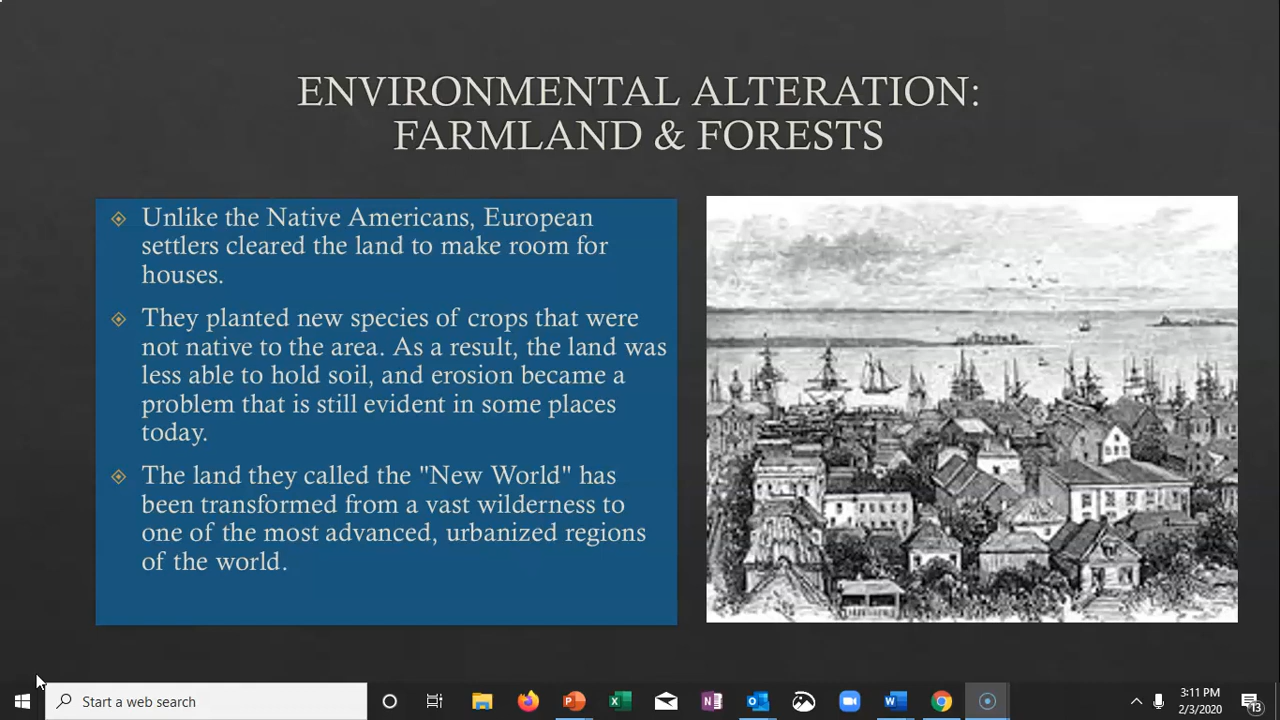 ENVIRONMENTAL ALTERATION:
FARMLAND & FORESTS
Unlike the Native Americans, European
settlers cleared the land to make room for
houses.
They planted new species of crops that were
not native to the area. As a result, the land was
less able to hold soil, and erosion became a
problem that is still evident in some places
today.
The land they called the "New World" has
been transformed from a vast wilderness to
one of the most advanced, urbanized regions
of the world.
Start a web search
3:11 PM
2/3/2020
13